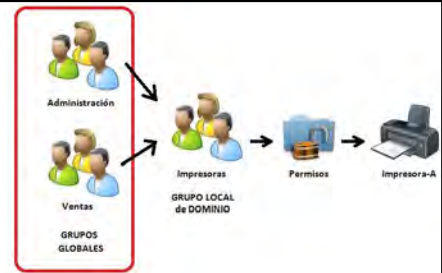 Administración
Ventas
GRUPOS
GLOBALES
Impresoras
GRUPO LOCAL
de DOMINIO
Permisos
Impresora-A